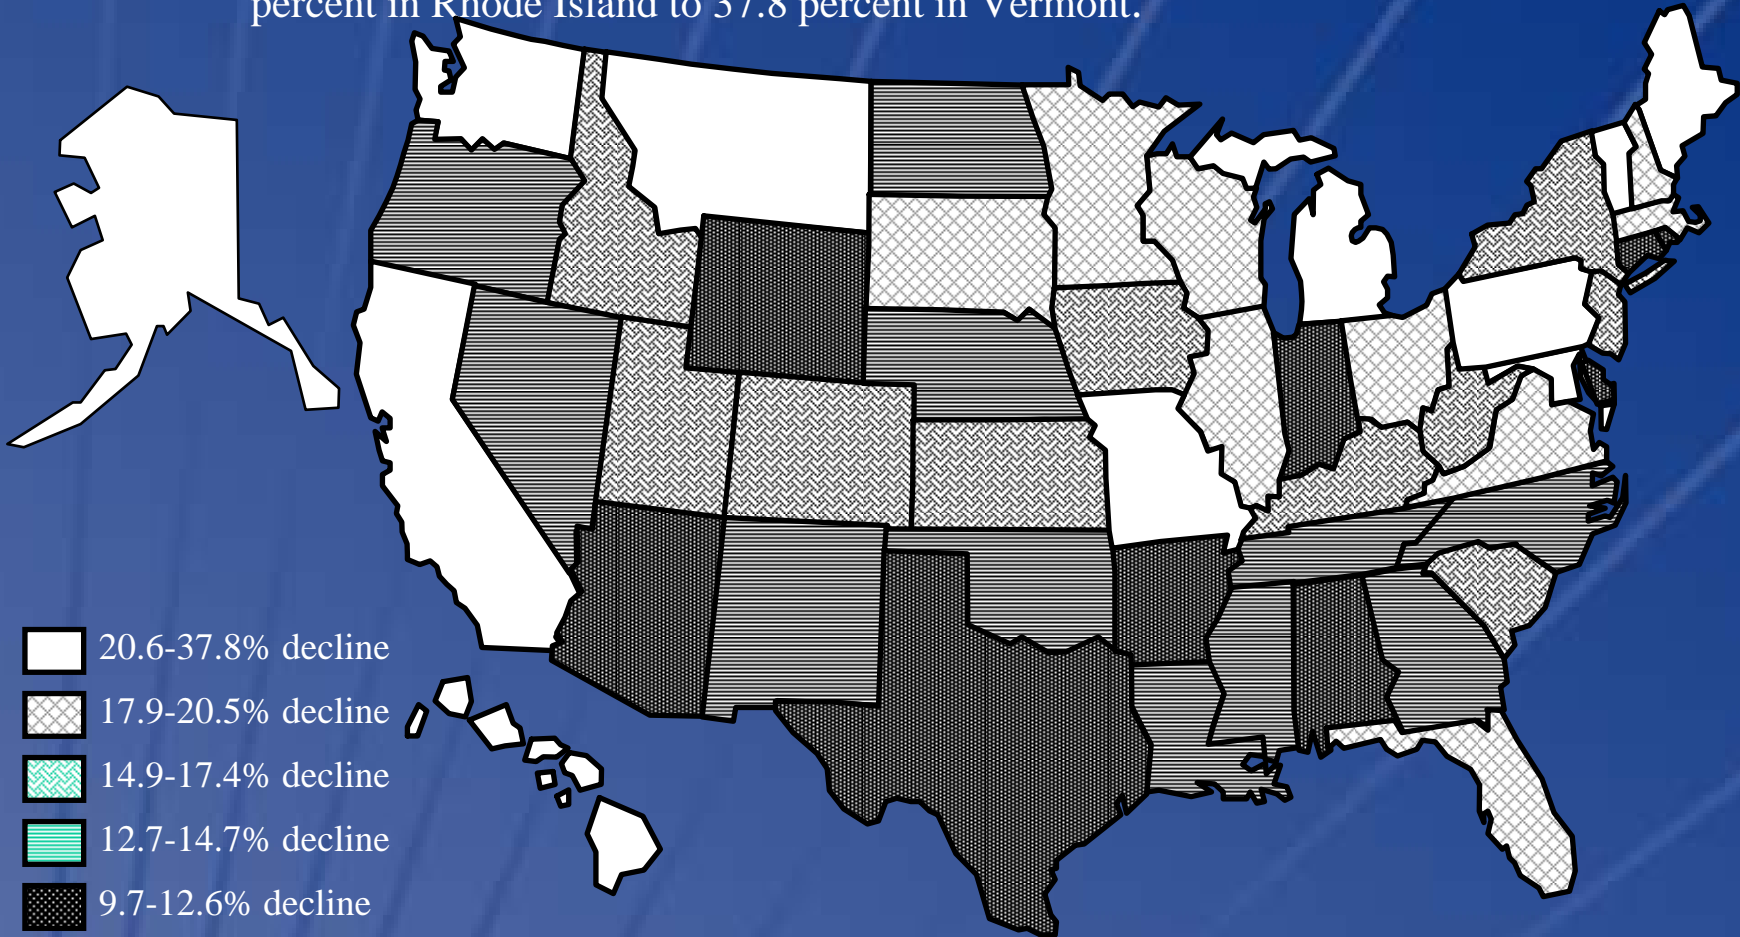 percent in Rhode Island to 37.8 percent in Vermont.
20.6-37.8% decline
17.9-20.5% decline
14.9-17.4% decline
12.7-14.7% decline
9.7-12.6% decline